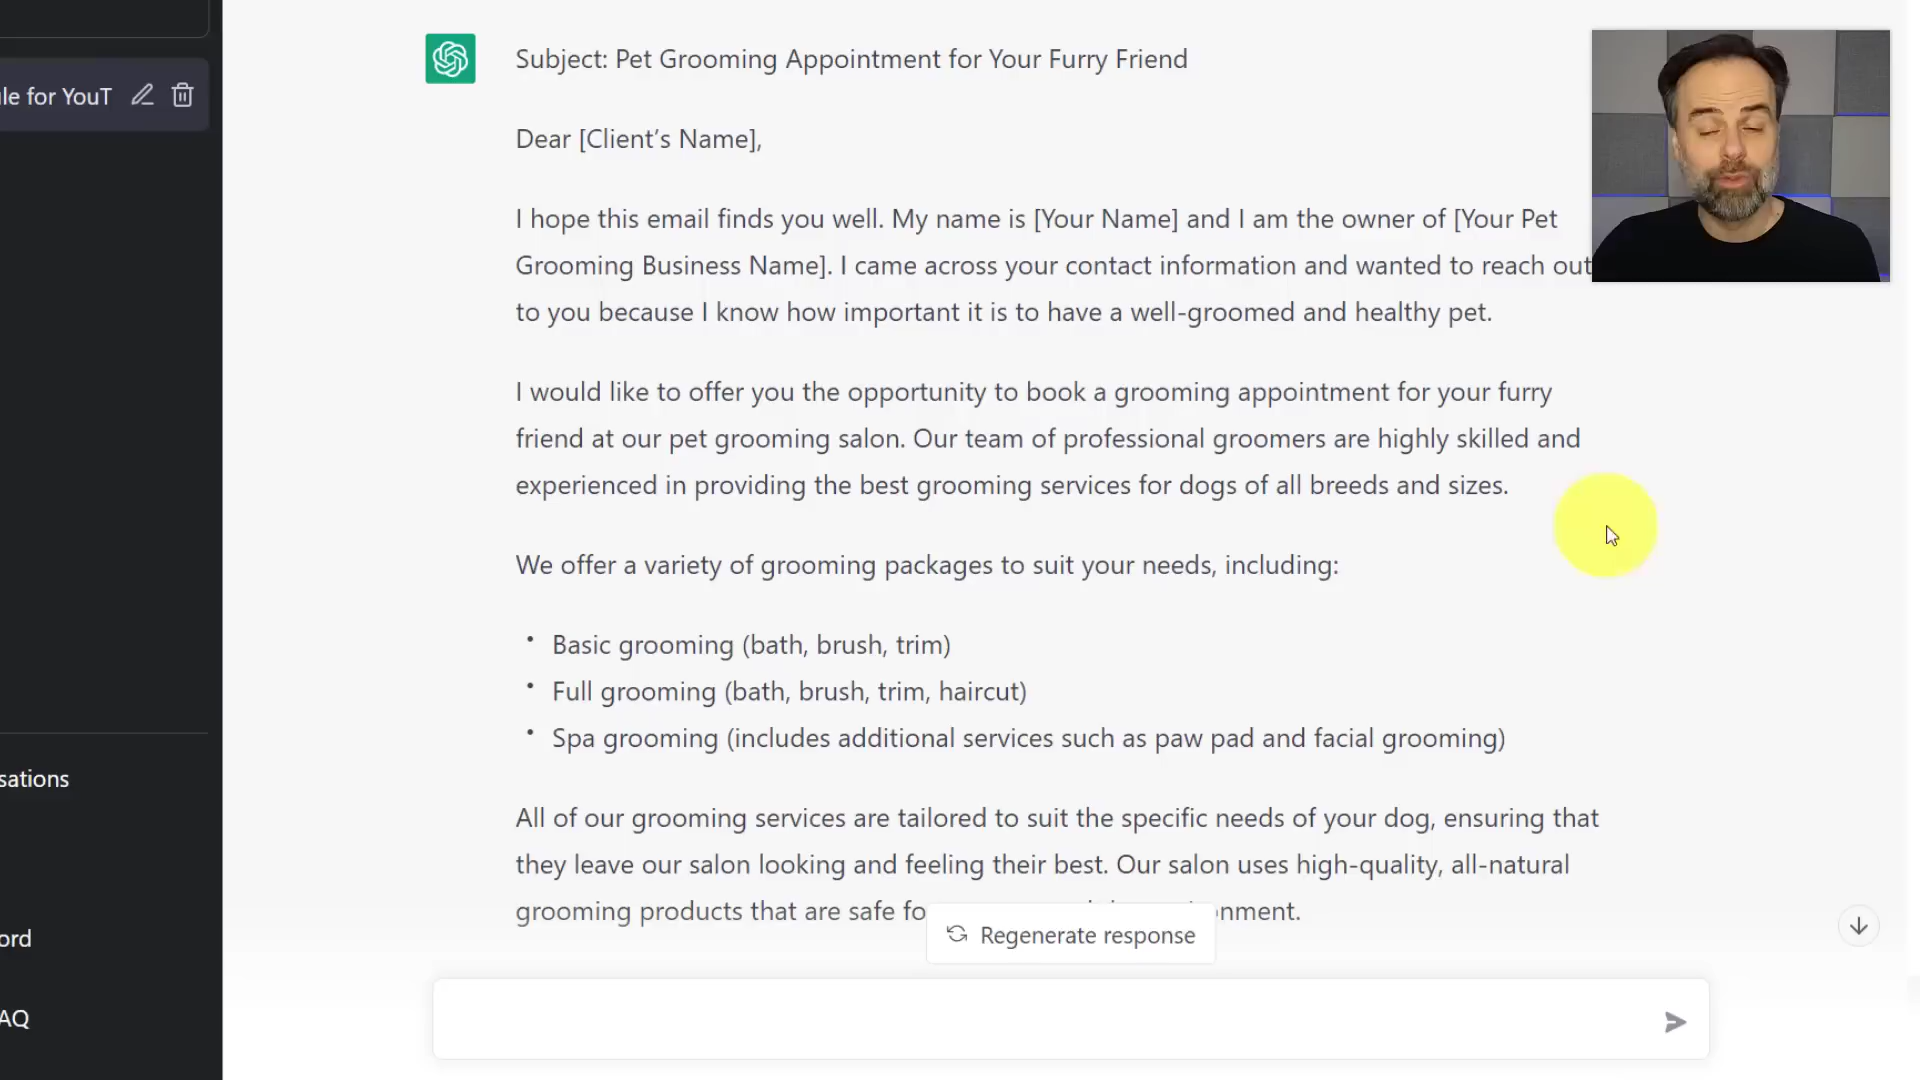 Subject: Pet Grooming Appointment for Your Furry Friend
le for YouT
Dear [Client’s Name],
I hope this email finds you well. My name is [Your Name] and I am the owner of [Your Pet
Grooming Business Name]. I came across your contact information and wanted to reach out
to you because I know how important it is to have a well-groomed and healthy pet.
I would like to offer you the opportunity to book a grooming appointment for your furry
friend at our pet grooming salon. Our team of professional groomers are highly skilled and
experienced in providing the best grooming services for dogs of all breeds and sizes.
We offer a variety of grooming packages to suit your needs, including:
• Basic grooming (bath, brush, trim)
• Full grooming (bath, brush, trim, haircut)
• Spa grooming (includes additional services such as paw pad and facial grooming)
sations
All of our grooming services are tailored to suit the specific needs of your dog, ensuring that
they leave our salon looking and feeling their best. Our salon uses high-quality, all-natural
grooming products that are safe fo nment.
Regenerate response
ord
AQ